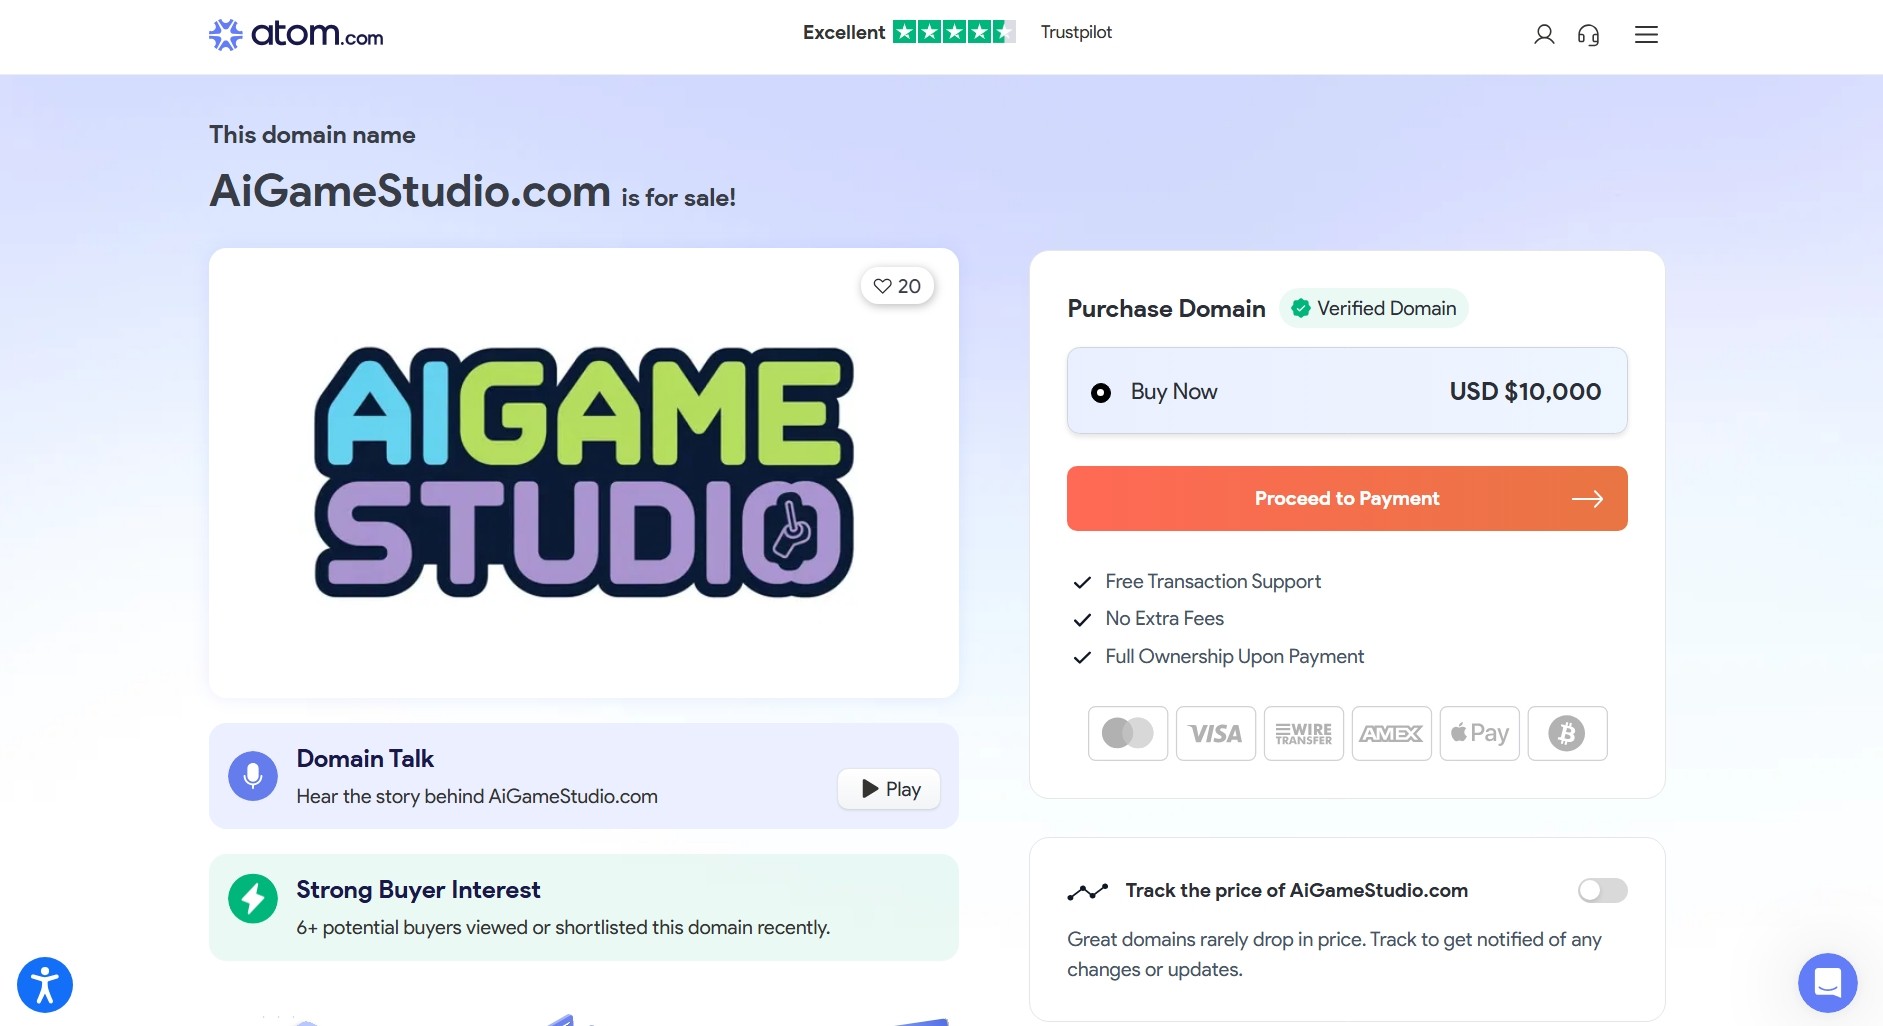 atom.com
Excellent
Trustpilot
This domain name
AiGameStudio.com is for sale!
20
AIGAME
STUDIO
Domain Talk
Hear the story behind AiGameStudio.com
Play
Strong Buyer Interest
6+ potential buyers viewed or shortlisted this domain recently.
Purchase Domain
Verified Domain
Buy Now
USD $10,000
Proceed to Payment
Free Transaction Support
No Extra Fees
Full Ownership Upon Payment
VISA
WIRE
TRANSFER
AMEX
Pay
Track the price of AiGameStudio.com
Great domains rarely drop in price. Track to get notified of any
changes or updates.